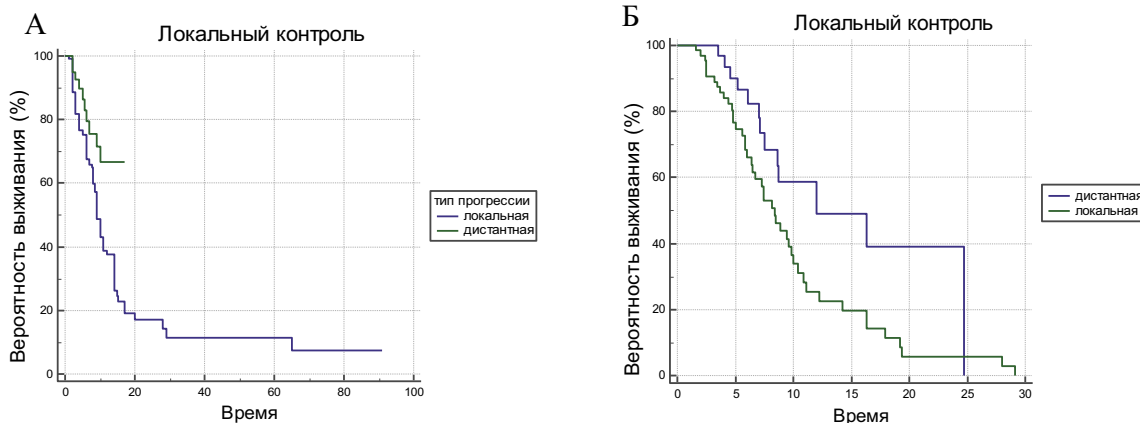 А
Локальный контроль
Вероятность выживания (%)
100
80
60
40
20
0
0 20 40 60 80 100
Время
тип прогрессии
локальная
дистантная
Б
Локальный контроль
Вероятность выживания (%)
100
80
60
40
20
0
0 5 10 15 20 25 30
Время
дистантная
локальная